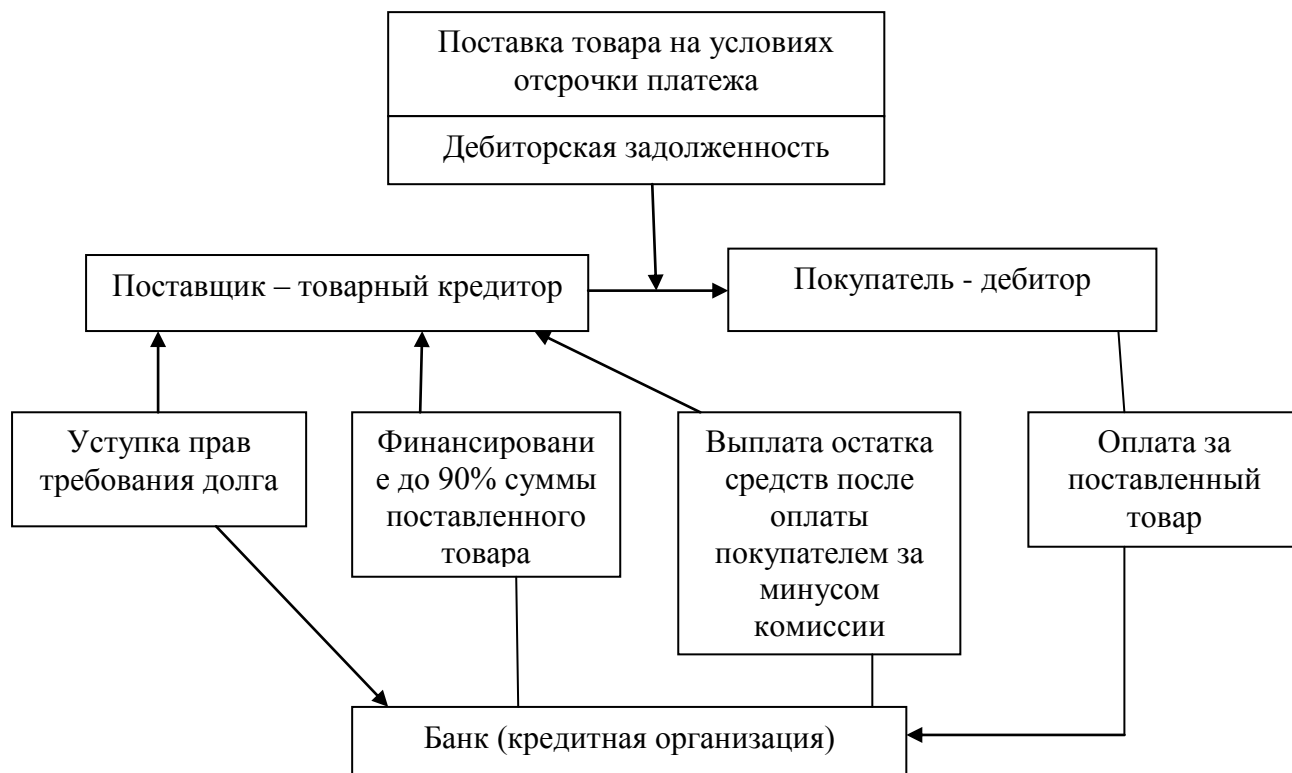 Поставка товара на условиях
отсрочки платежа
Дебиторская задолженность
Поставщик – товарный кредитор
Покупатель - дебитор
Уступка прав
требования долга
Финансировани
е до 90% суммы
поставленного
товара
Выплата остатка
средств после
оплаты
покупателем за
минусом
комиссии
Оплата за
поставленный
товар
Банк (кредитная организация)